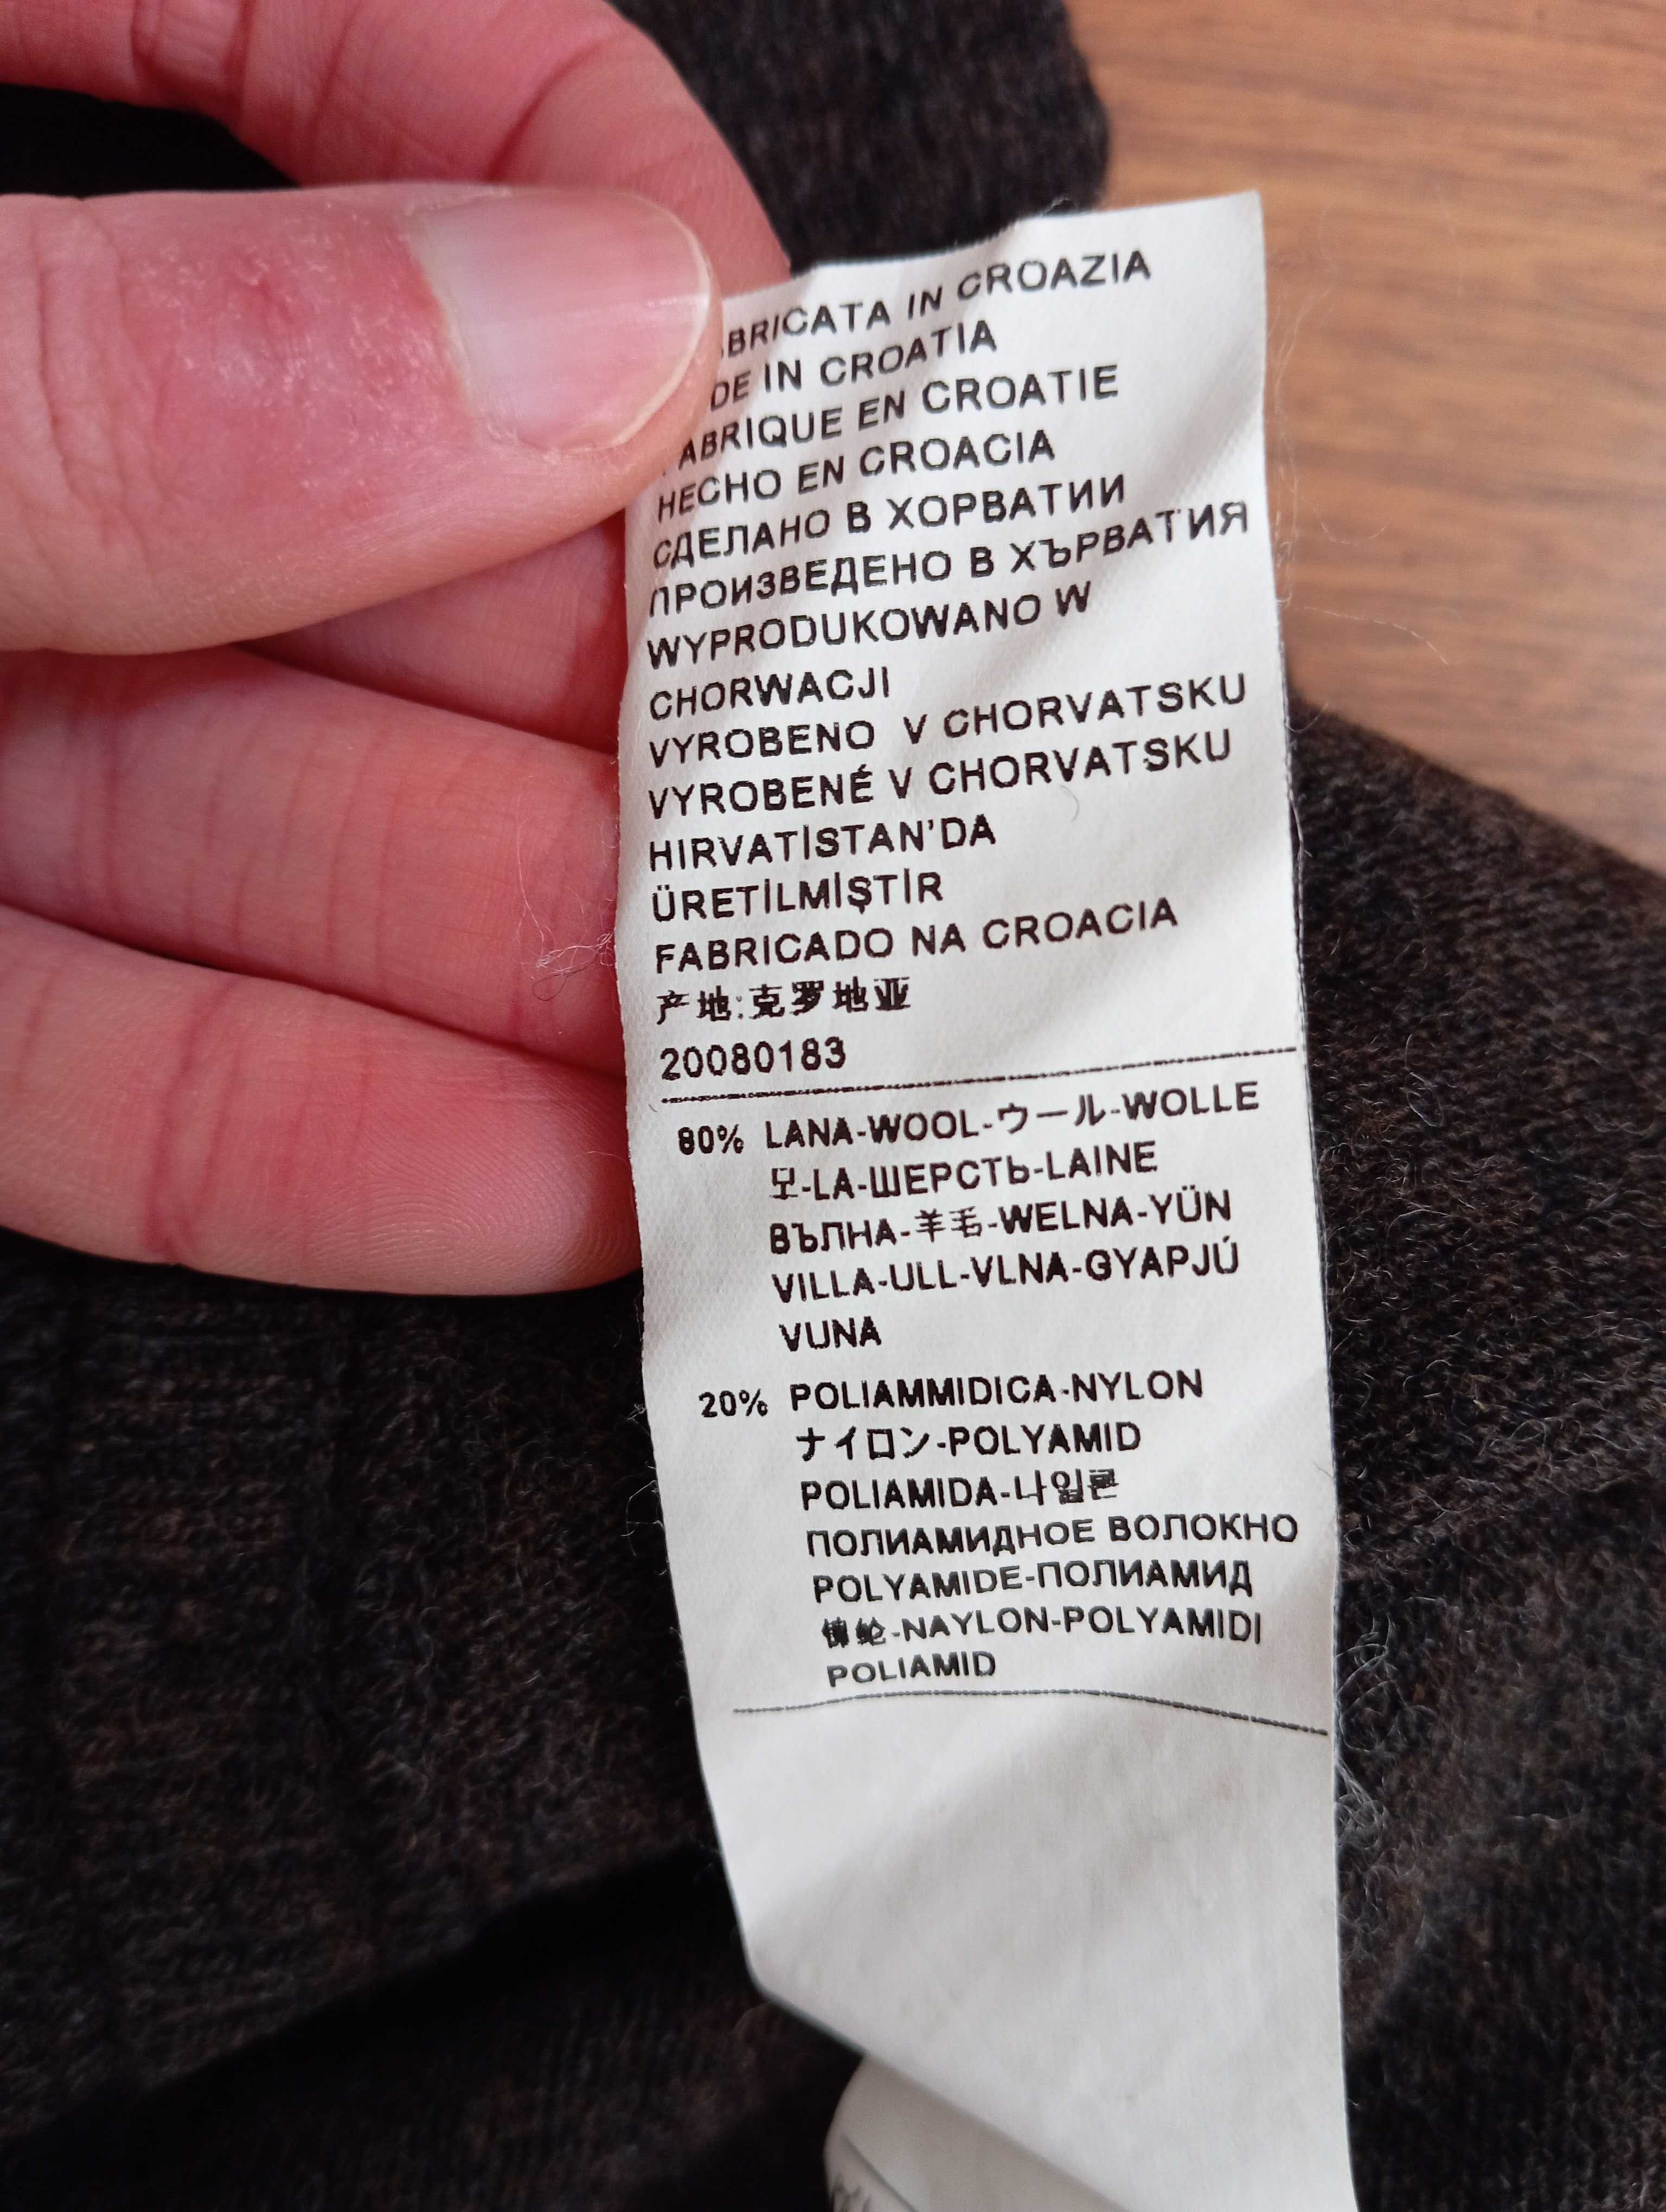 BRICATA IN CROAZIA
DE IN CROATIA
ABRIQUE EN CROATIE
HECHO EN CROACIA
СДЕЛАНО В ХОРВАТИИ
ПРОИЗВЕДЕНО В ХЪРВАТИЯ
WYPRODUKOWANO W
CHORWACJI
VYROBENO V CHORVATSKU
VYROBENÉ V CHORVATSKU
HIRVATİSTAN'DA
ÜRETİLMİŞTİR
FABRICADO NA CROACIA
产地:克罗地亚
20080183
80% LANA-WOOL-ウール-WOLLE
모-LA-ШЕРСТЬ-LAINE
ВЪЛНА-羊毛-WELNA-YÜN
VILLA-ULL-VLNA-GYAPJÚ
VUNA
20% POLIAMMIDICA-NYLON
ナイロン-POLYAMID
POLIAMIDA-나일론
ПОЛИАМИДНОЕ ВОЛОКНО
POLYAMIDE-ПОЛИАМИД
-NAYLON-POLYAMIDI
POLIAMID